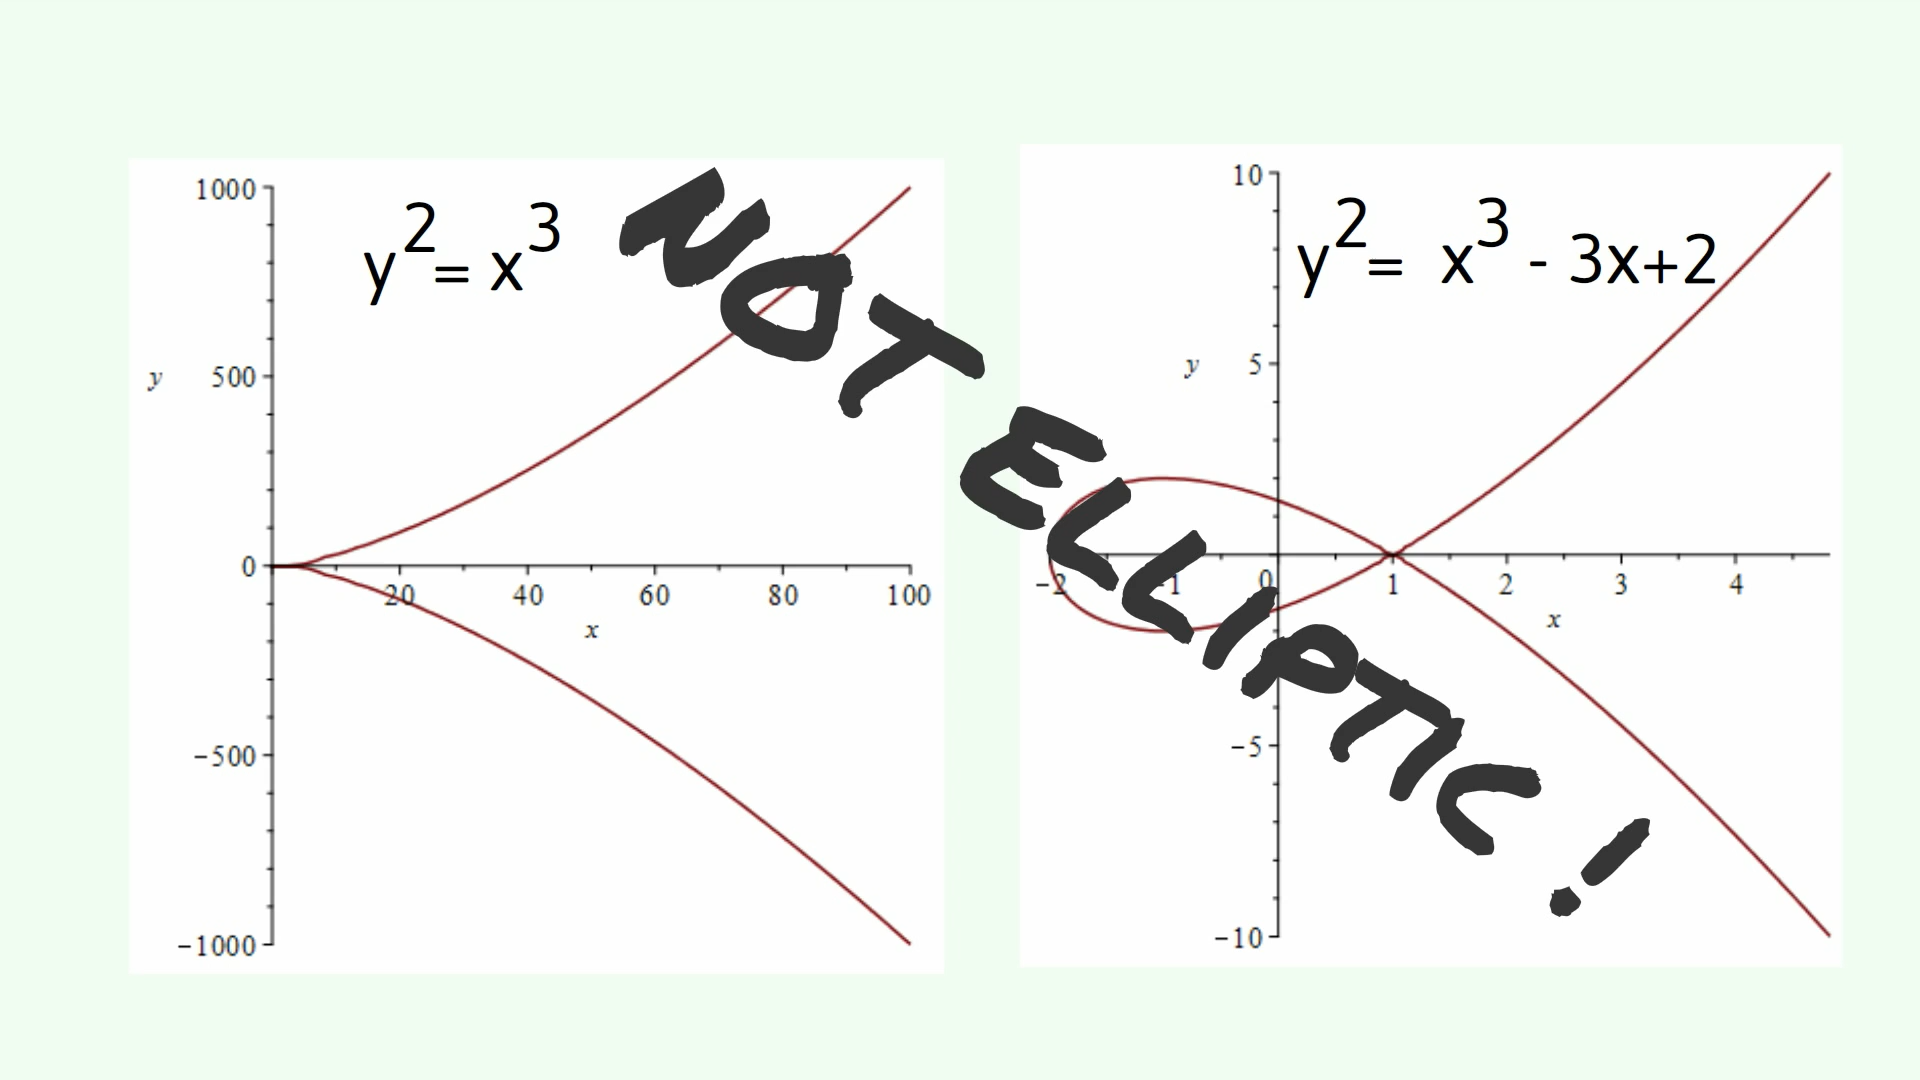 y² = x³
1000
500
0
−500
−1000
y
20 40 60 80 100
x
y² = x³ - 3x+2
10
5
−5
−10
y
−2 −1 0 1 2 3 4
x
NOT ELLIPTIC !